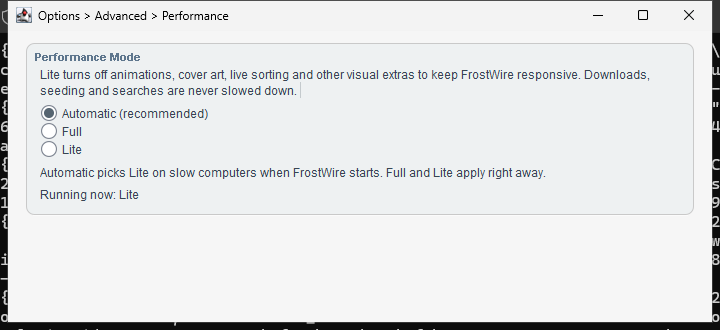 Options > Advanced > Performance
Performance Mode
Lite turns off animations, cover art, live sorting and other visual extras to keep FrostWire responsive. Downloads,
seeding and searches are never slowed down.
Automatic (recommended)
Full
Lite
Automatic picks Lite on slow computers when FrostWire starts. Full and Lite apply right away.
Running now: Lite